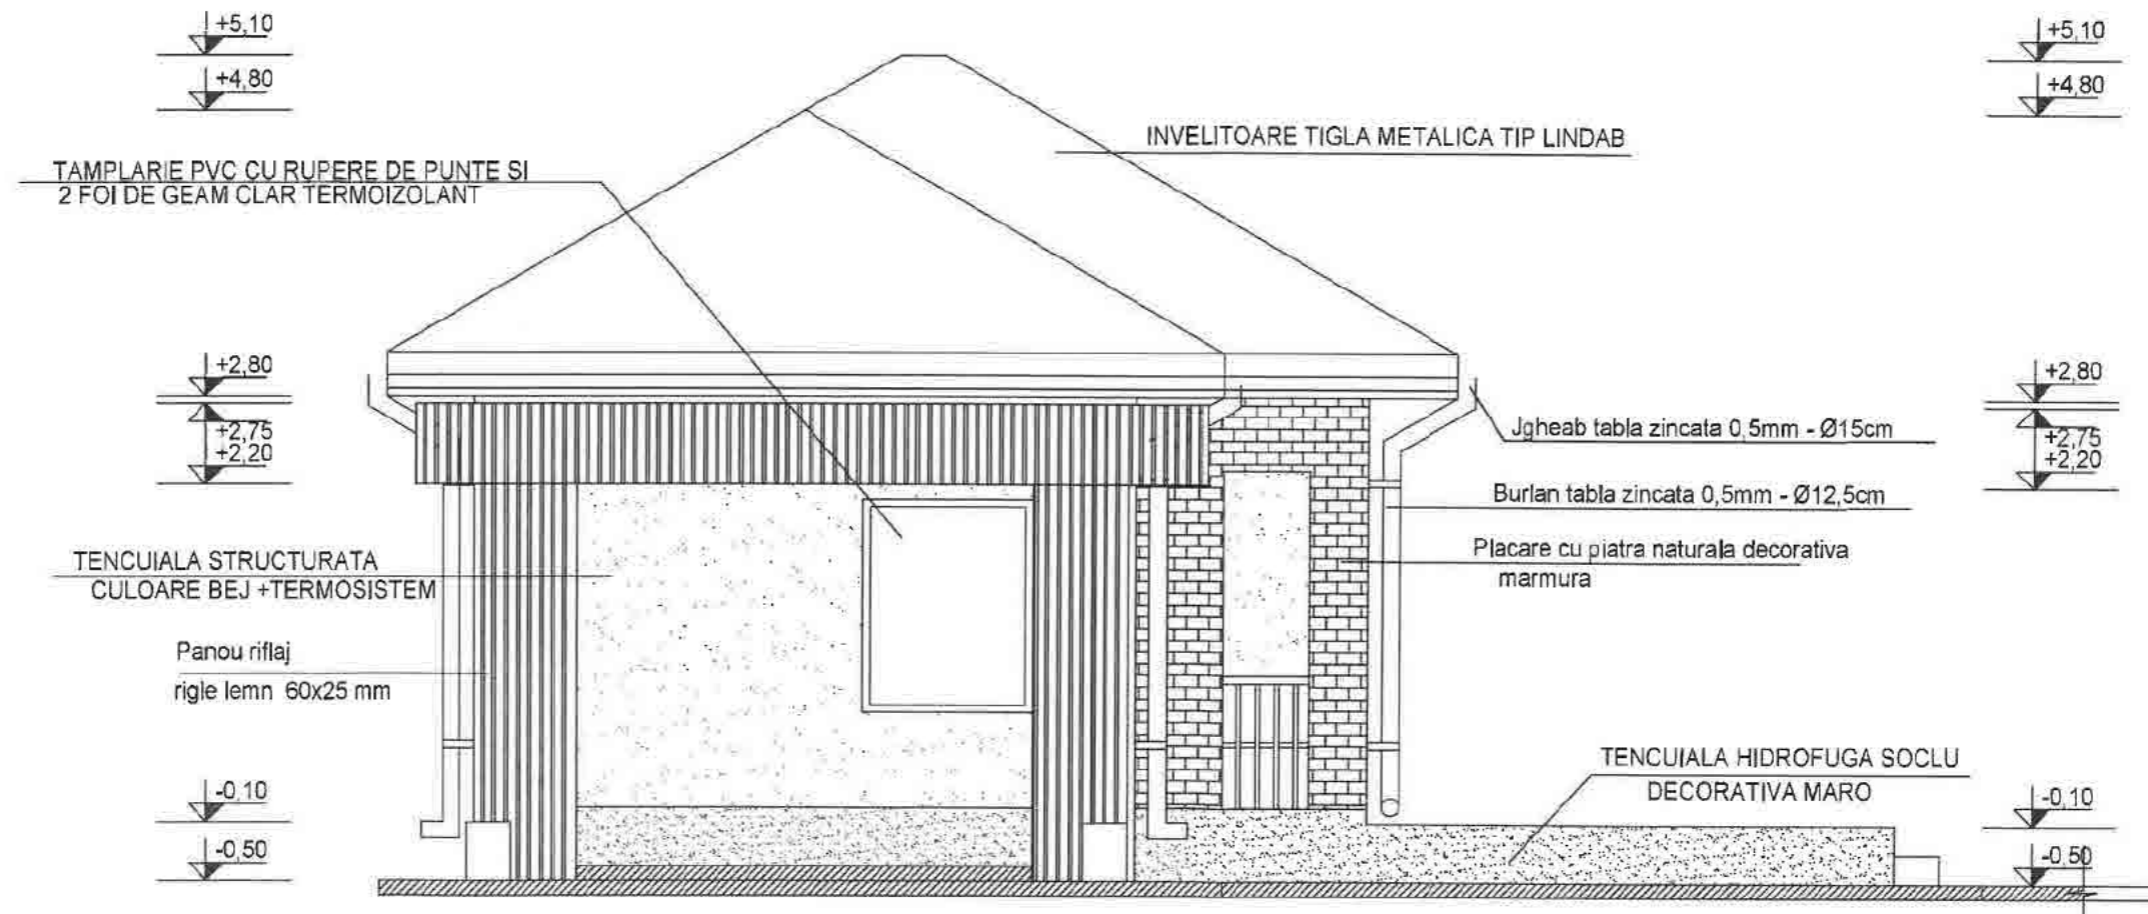 +5,10
+4,80
+5,10
+4,80
INVELITOARE TIGLA METALICA TIP LINDAB
TAMPLARIE PVC CU RUPERE DE PUNTE SI
2 FOI DE GEAM CLAR TERMOIZOLANT
+2,80
+2,75
+2,20
+2,80
+2,75
+2,20
Jgheab tabla zincata 0,5mm - Ø15cm
Burlan tabla zincata 0,5mm - Ø12,5cm
Placare cu piatra naturala decorativa
marmura
TENCUIALA STRUCTURATA
CULOARE BEJ +TERMOSISTEM
Panou riflaj
rigle lemn 60x25 mm
TENCUIALA HIDROFUGA SOCLU
DECORATIVA MARO
-0,10
-0,50
-0,10
-0,50